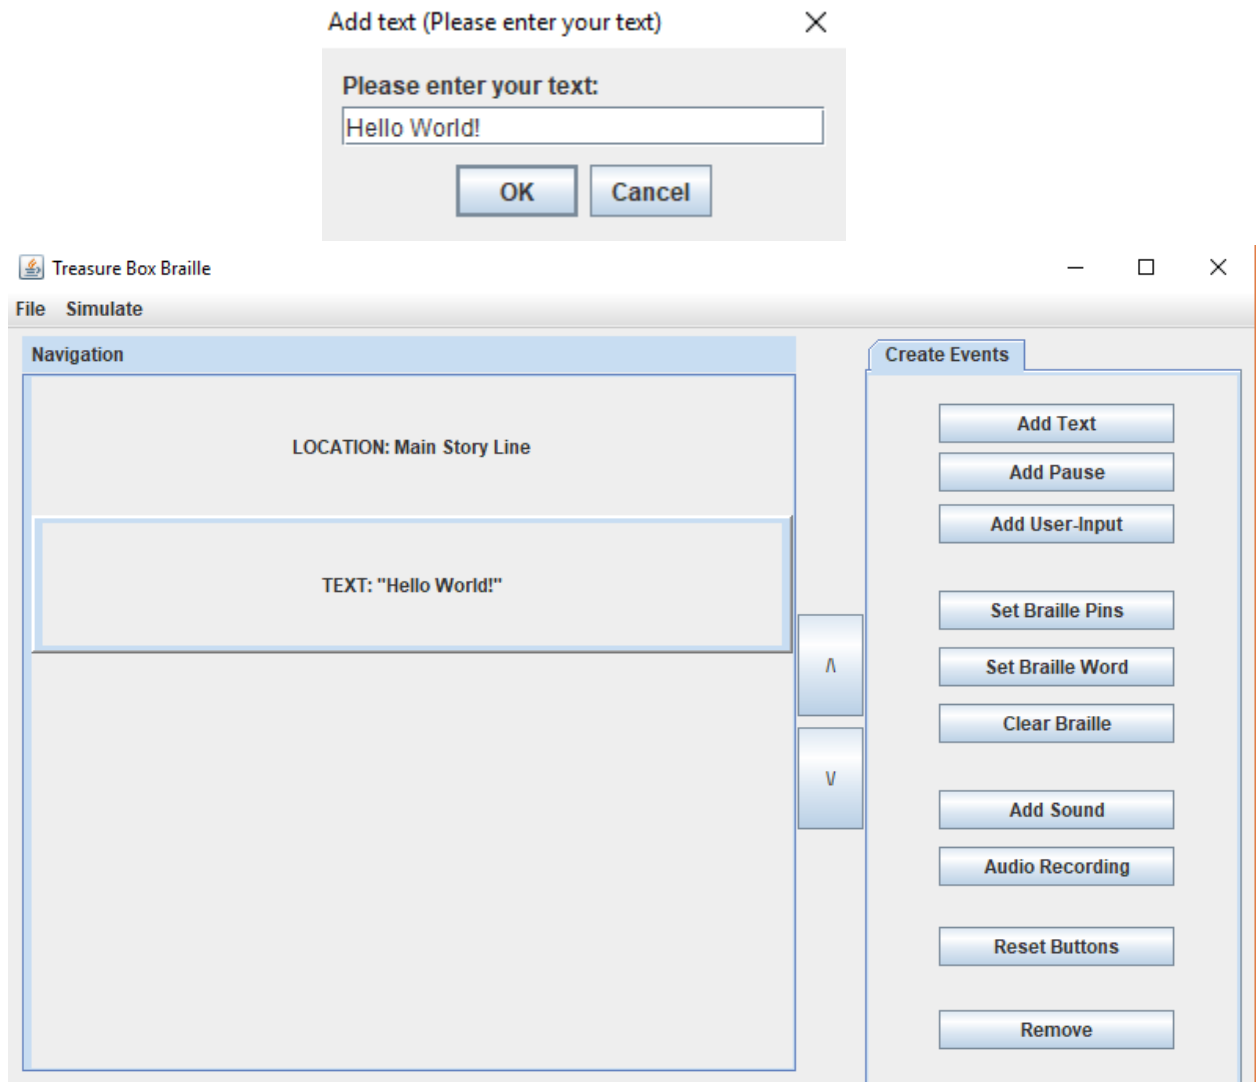 Add text (Please enter your text)
Please enter your text:
Hello World!
OK Cancel
Treasure Box Braille
File Simulate
Navigation
LOCATION: Main Story Line
TEXT: "Hello World!"
/\
\/
Create Events
Add Text
Add Pause
Add User-Input
Set Braille Pins
Set Braille Word
Clear Braille
Add Sound
Audio Recording
Reset Buttons
Remove